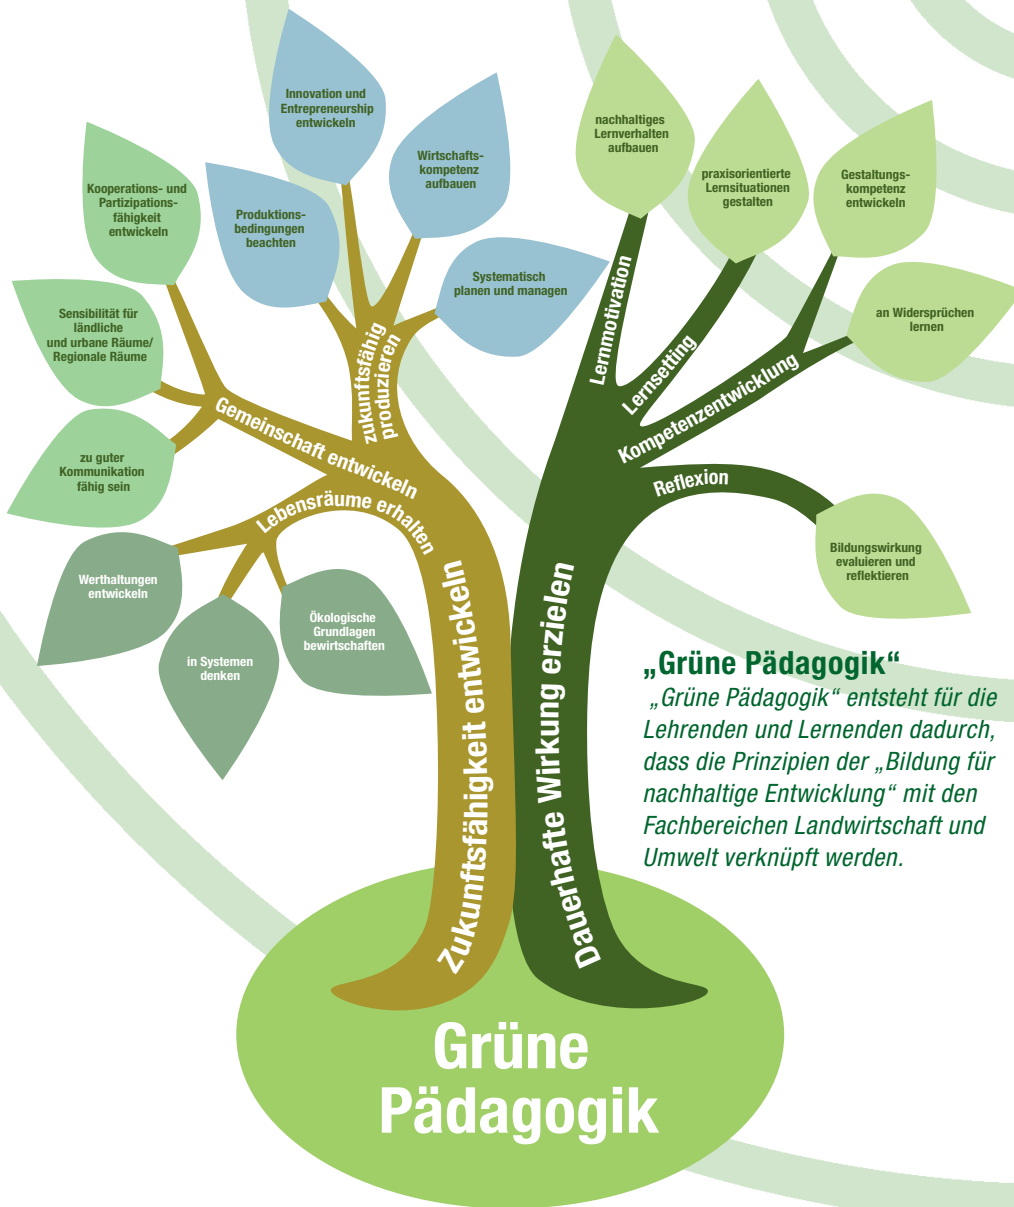 Innovation und
Entrepreneurship
entwickeln
Wirtschafts-
kompetenz
aufbauen
Kooperations- und
Partizipations-
fähigkeit
entwickeln
Produktions-
bedingungen
beachten
Systematisch
planen und managen
Sensibilität für
ländliche
und urbane Räume/
Regionale Räume
zu guter
Kommunikation
fähig sein
Werthaltungen
entwickeln
in Systemen
denken
Ökologische
Grundlagen
bewirtschaften
zukunftsfähig
produzieren
Gemeinschaft entwickeln
Lebensräume erhalten
Zukunftsfähigkeit entwickeln
nachhaltiges
Lernverhalten
aufbauen
praxisorientierte
Lernsituationen
gestalten
Gestaltungs-
kompetenz
entwickeln
an Widersprüchen
lernen
Bildungswirkung
evaluieren und
reflektieren
Lernmotivation
Lernsetting
Kompetenzentwicklung
Reflexion
Dauerhafte Wirkung erzielen
„Grüne Pädagogik“
„Grüne Pädagogik“ entsteht für die
Lehrenden und Lernenden dadurch,
dass die Prinzipien der „Bildung für
nachhaltige Entwicklung“ mit den
Fachbereichen Landwirtschaft und
Umwelt verknüpft werden.
Grüne
Pädagogik